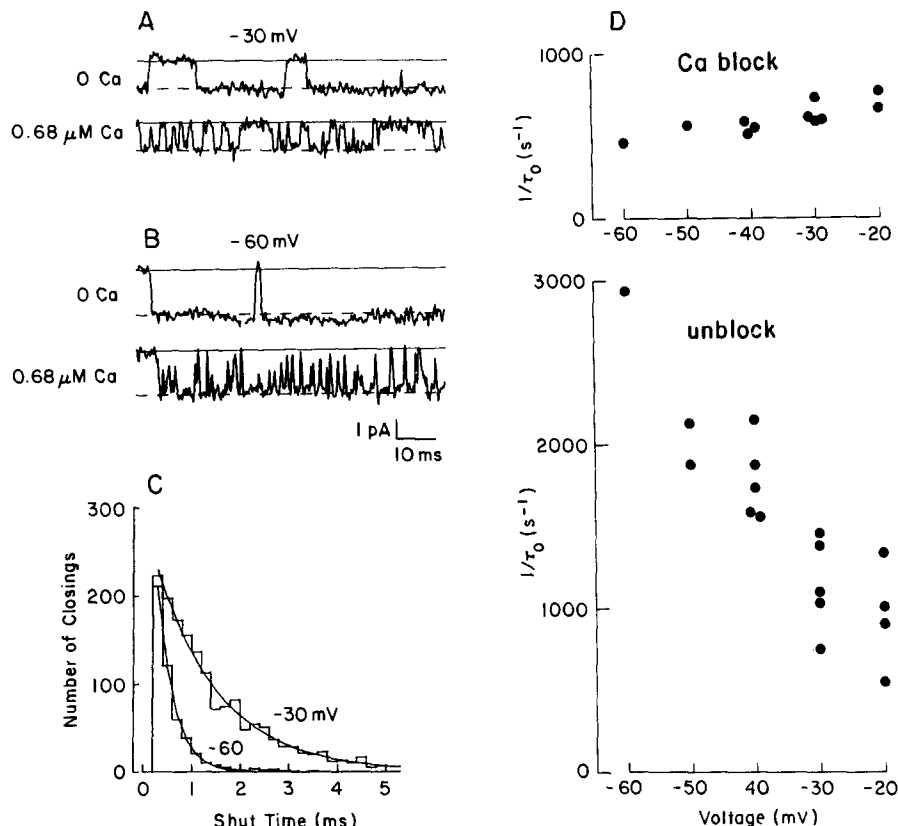 A
-30 mV
0 Ca
0.68 μM Ca
B
-60 mV
0 Ca
0.68 μM Ca
1 pA
10 ms
C
300
200
100
0
Number of Closings
-30 mV
-60
0 1 2 3 4 5
Shut Time (ms)
D
1000
Ca block
1/τ₀ (s⁻¹)
0
-60 -50 -40 -30 -20
3000
unblock
2000
1/τ₀ (s⁻¹)
1000
0
-60 -50 -40 -30 -20
Voltage (mV)